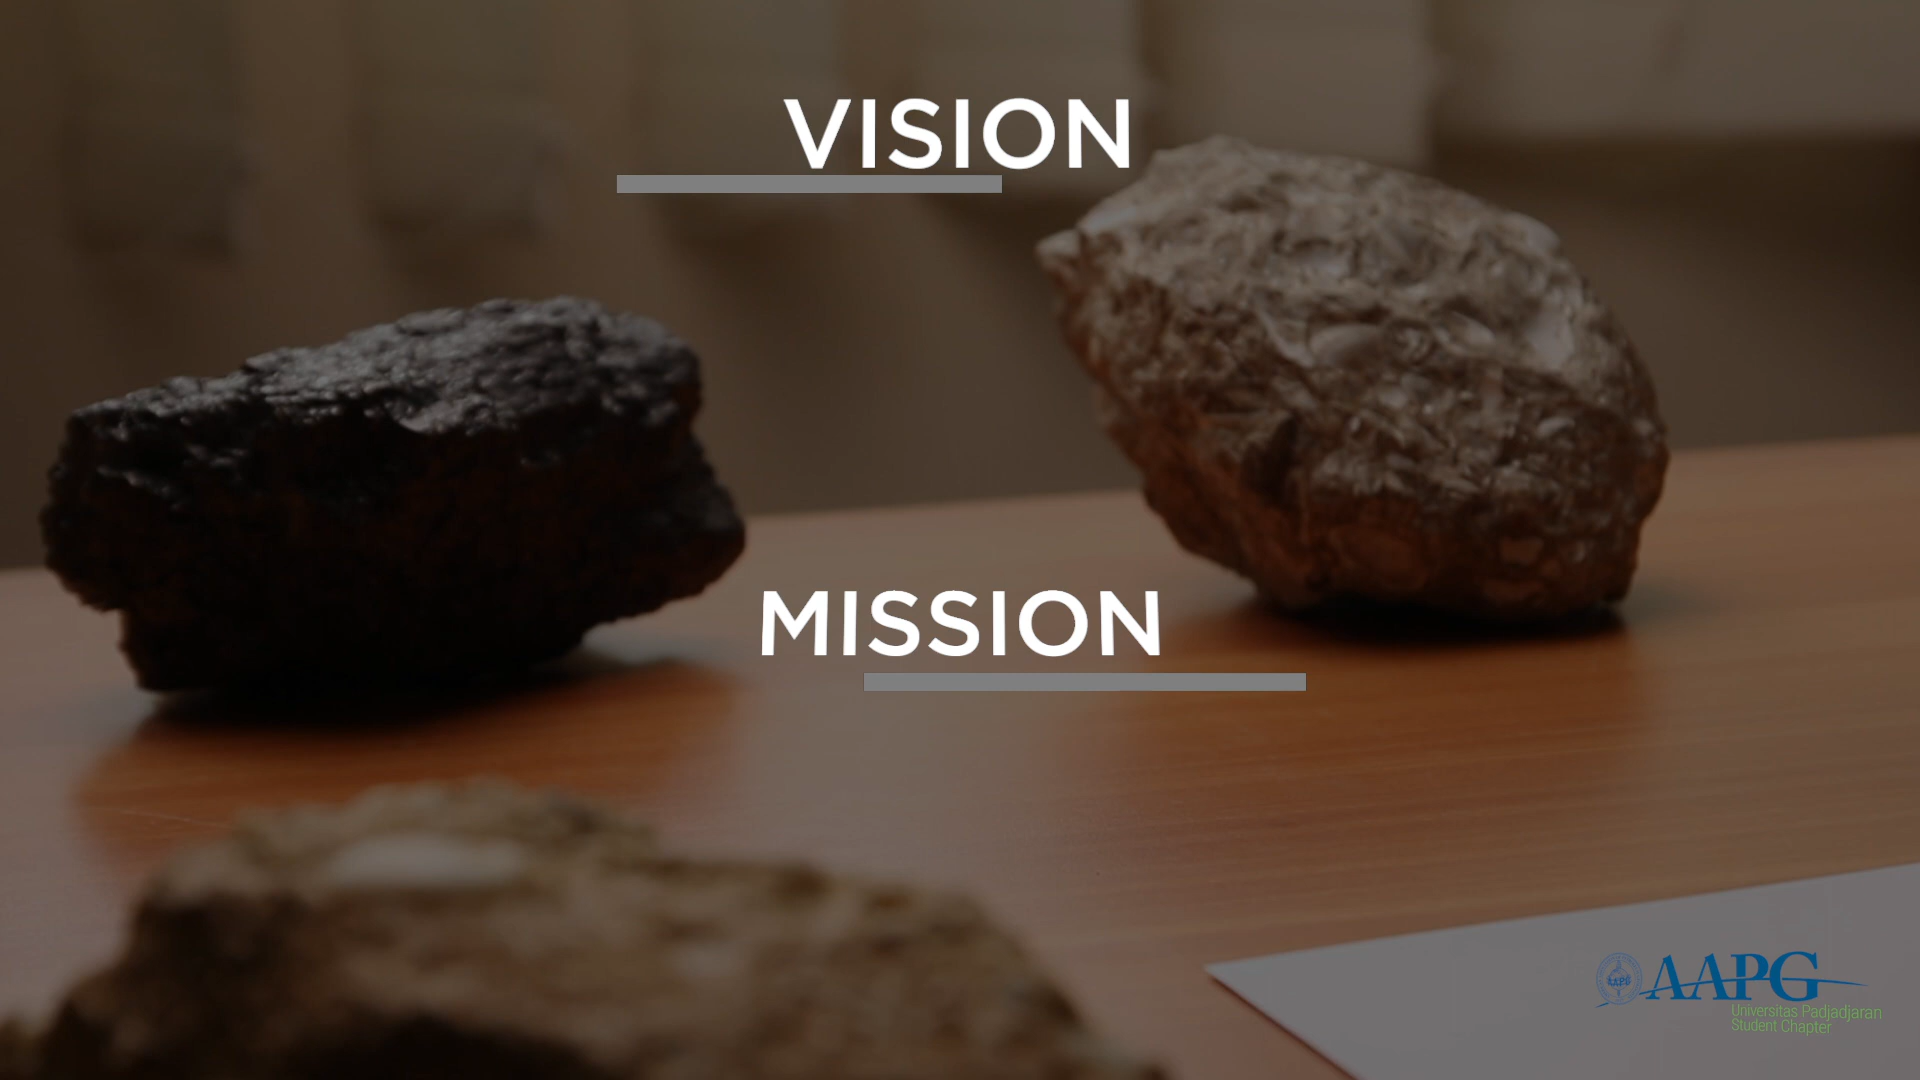 VISION
MISSION
AAPG
Universitas Padjadjaran
Student Chapter